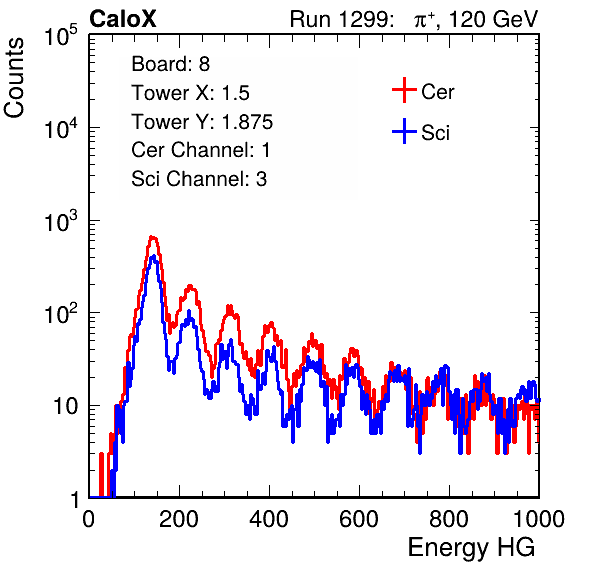 CaloX Run 1299: π⁺, 120 GeV
Counts
Board: 8
Tower X: 1.5
Tower Y: 1.875
Cer Channel: 1
Sci Channel: 3
Cer
Sci
10⁵
10⁴
10³
10²
10
1
0 200 400 600 800 1000
Energy HG